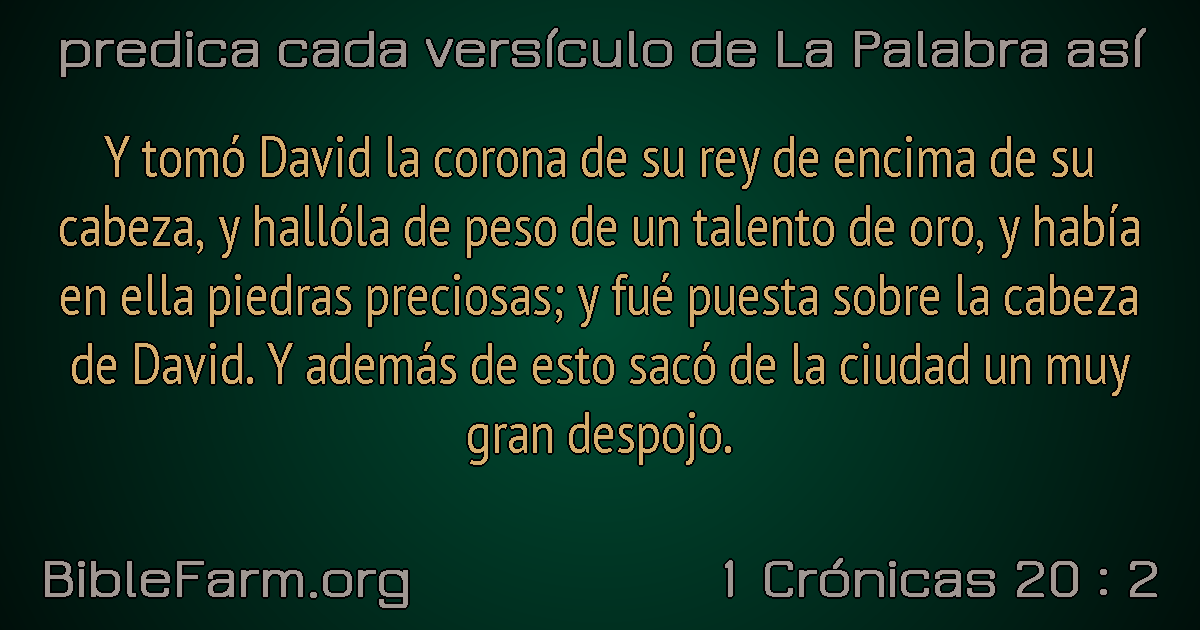 predica cada versículo de La Palabra así
Y tomó David la corona de su rey de encima de su
cabeza, y hallóla de peso de un talento de oro, y había
en ella piedras preciosas; y fué puesta sobre la cabeza
de David. Y además de esto sacó de la ciudad un muy
gran despojo.
BibleFarm.org
1 Crónicas 20 : 2